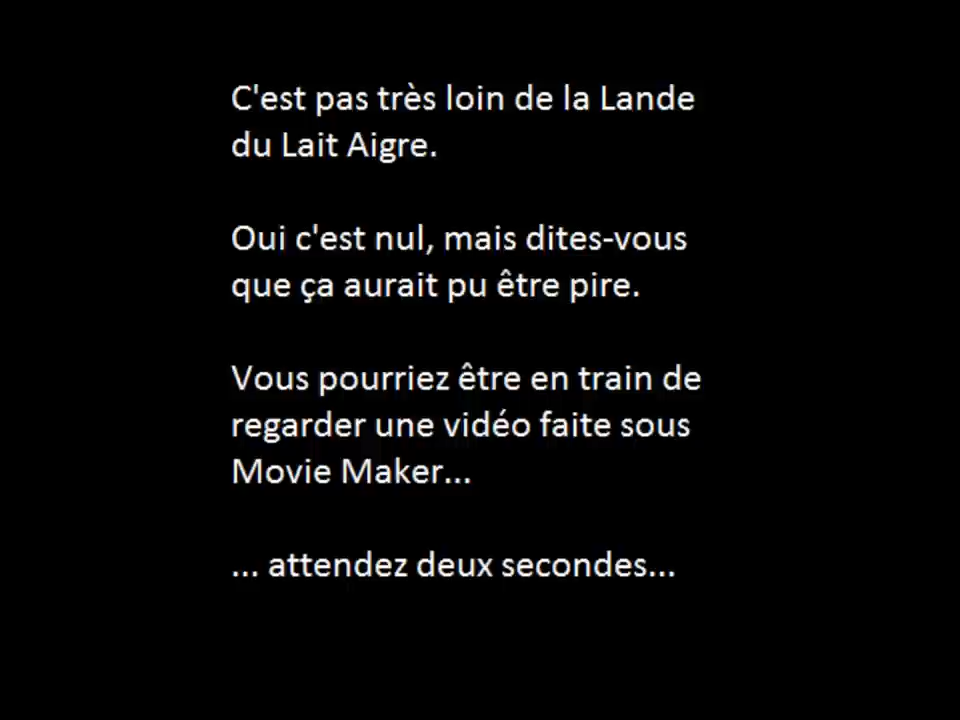 C'est pas très loin de la Lande
du Lait Aigre.
Oui c'est nul, mais dites-vous
que ça aurait pu être pire.
Vous pourriez être en train de
regarder une vidéo faite sous
Movie Maker...
... attendez deux secondes...